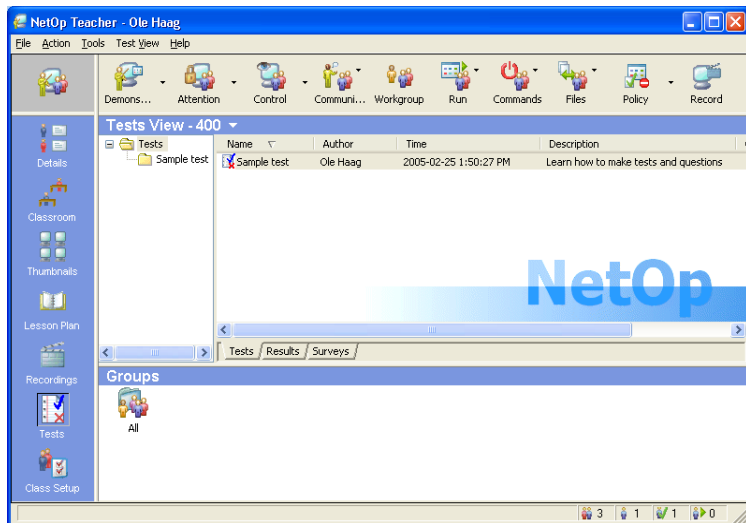 NetOp Teacher - Ole Haag
File Action Tools Test View Help
Demons... Attention Control Communi... Workgroup Run Commands Files Policy Record
Details
Classroom
Thumbnails
Lesson Plan
Recordings
Tests
Class Setup
Tests View - 400
Tests
Sample test
Name Author Time Description
Sample test Ole Haag 2005-02-25 1:50:27 PM Learn how to make tests and questions
NetOp
Tests Results Surveys
Groups
All
3 1 1 0